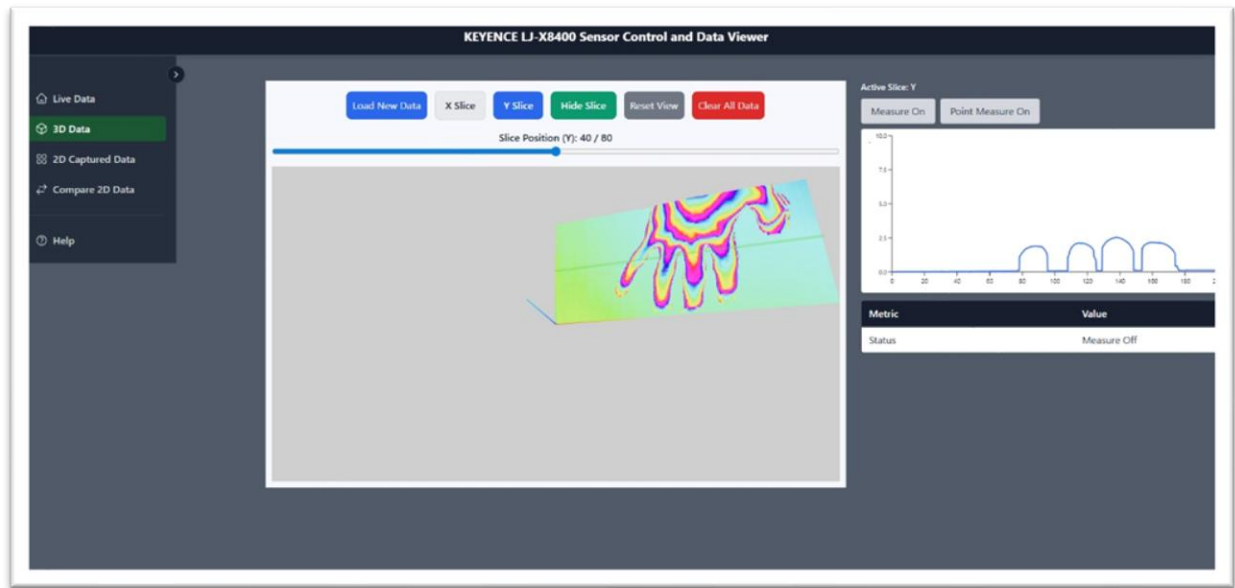 KEYENCE LJ-X8400 Sensor Control and Data Viewer
Live Data
3D Data
2D Captured Data
Compare 2D Data
Help
Load New Data
X Slice
Y Slice
Hide Slice
Reset View
Clear All Data
Slice Position (Y): 40 / 80
Active Slice: Y
Measure On
Point Measure On
10.0
7.5
5.0
2.5
0.0
0 20 40 60 80 100 120 140 160 180
Metric Value
Status Measure Off